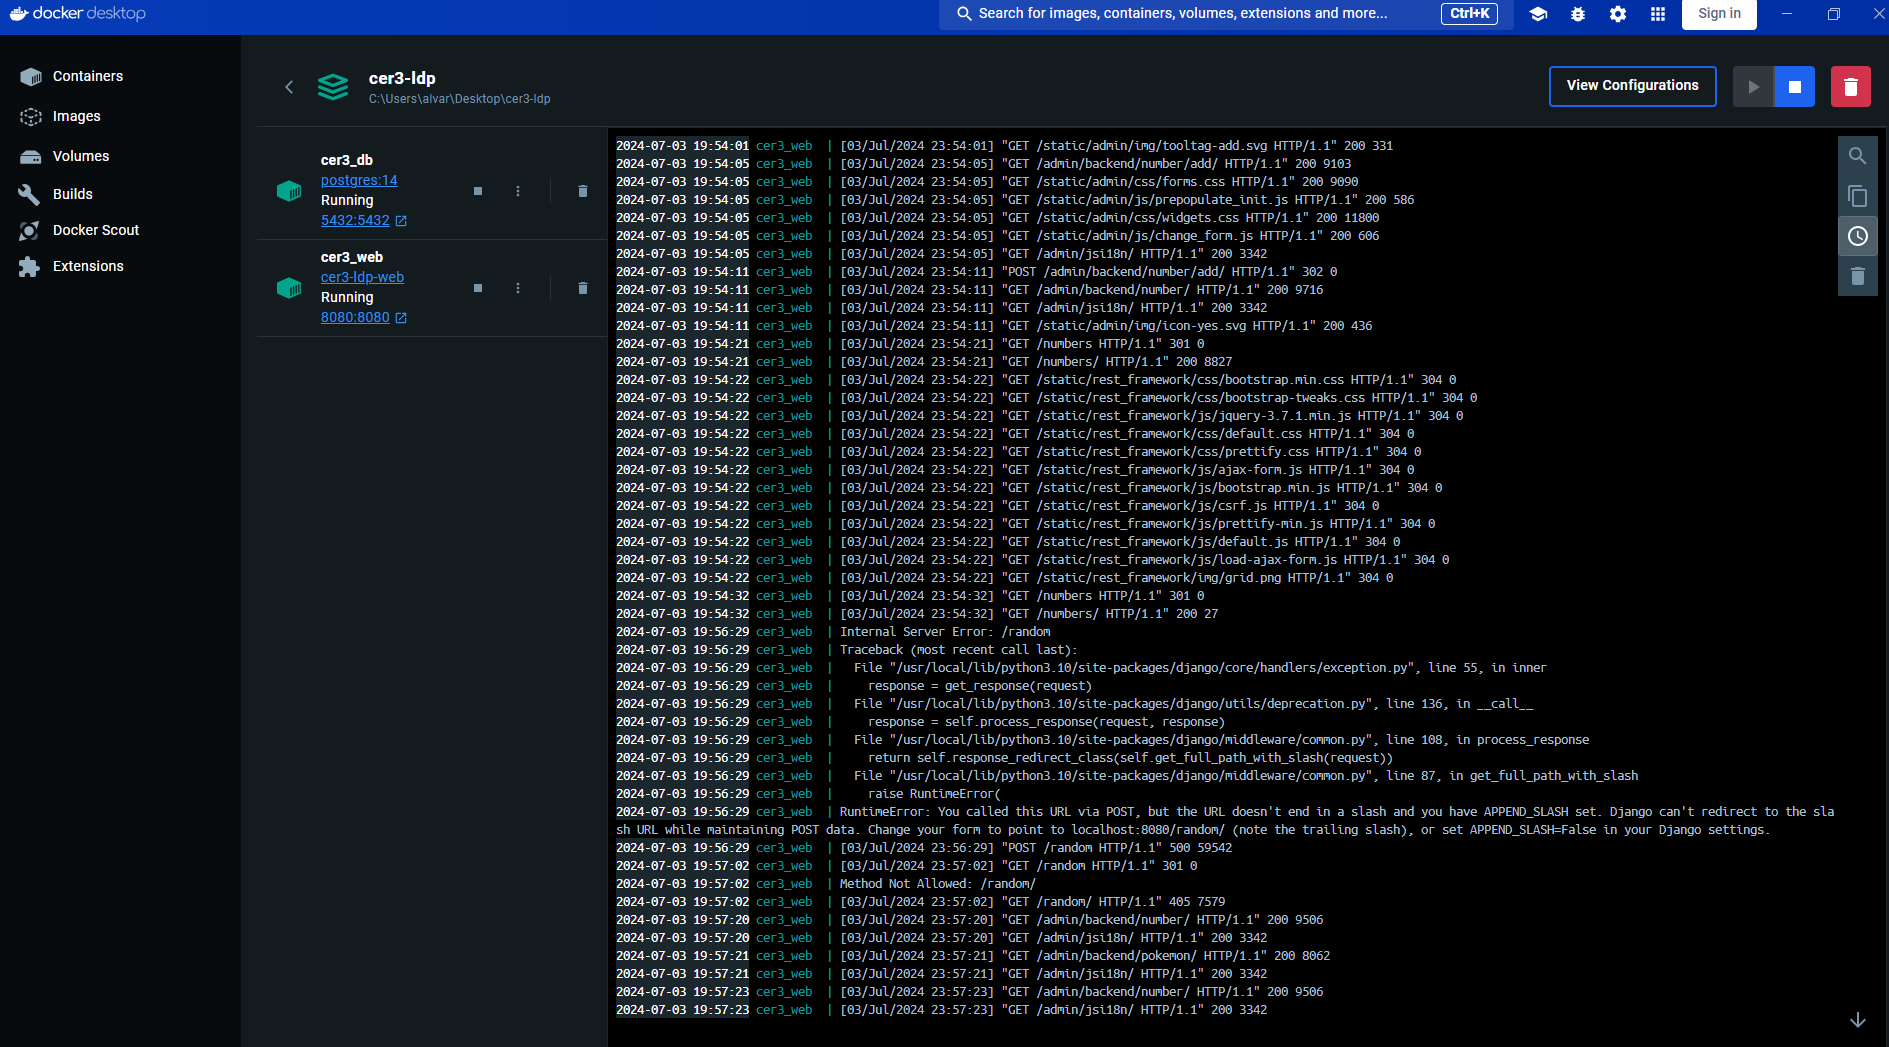 docker desktop
Search for images, containers, volumes, extensions and more...
Ctrl+K
Sign in
Containers
Images
Volumes
Builds
Docker Scout
Extensions
cer3-ldp
C:\Users\alvar\Desktop\cer3-ldp
View Configurations
cer3_db
postgres:14
Running
5432:5432
cer3_web
cer3-ldp-web
Running
8080:8080
2024-07-03 19:54:01 cer3_web | [03/Jul/2024 23:54:01] "GET /static/admin/img/tooltag-add.svg HTTP/1.1" 200 331
2024-07-03 19:54:05 cer3_web | [03/Jul/2024 23:54:05] "GET /admin/backend/number/add/ HTTP/1.1" 200 9103
2024-07-03 19:54:05 cer3_web | [03/Jul/2024 23:54:05] "GET /static/admin/css/forms.css HTTP/1.1" 200 9090
2024-07-03 19:54:05 cer3_web | [03/Jul/2024 23:54:05] "GET /static/admin/js/prepopulate_init.js HTTP/1.1" 200 586
2024-07-03 19:54:05 cer3_web | [03/Jul/2024 23:54:05] "GET /static/admin/css/widgets.css HTTP/1.1" 200 11800
2024-07-03 19:54:05 cer3_web | [03/Jul/2024 23:54:05] "GET /static/admin/js/change_form.js HTTP/1.1" 200 606
2024-07-03 19:54:05 cer3_web | [03/Jul/2024 23:54:05] "GET /admin/jsi18n/ HTTP/1.1" 200 3342
2024-07-03 19:54:11 cer3_web | [03/Jul/2024 23:54:11] "POST /admin/backend/number/add/ HTTP/1.1" 302 0
2024-07-03 19:54:11 cer3_web | [03/Jul/2024 23:54:11] "GET /admin/backend/number/ HTTP/1.1" 200 9716
2024-07-03 19:54:11 cer3_web | [03/Jul/2024 23:54:11] "GET /admin/jsi18n/ HTTP/1.1" 200 3342
2024-07-03 19:54:11 cer3_web | [03/Jul/2024 23:54:11] "GET /static/admin/img/icon-yes.svg HTTP/1.1" 200 436
2024-07-03 19:54:21 cer3_web | [03/Jul/2024 23:54:21] "GET /numbers HTTP/1.1" 301 0
2024-07-03 19:54:21 cer3_web | [03/Jul/2024 23:54:21] "GET /numbers/ HTTP/1.1" 200 8827
2024-07-03 19:54:22 cer3_web | [03/Jul/2024 23:54:22] "GET /static/rest_framework/css/bootstrap.min.css HTTP/1.1" 304 0
2024-07-03 19:54:22 cer3_web | [03/Jul/2024 23:54:22] "GET /static/rest_framework/css/bootstrap-tweaks.css HTTP/1.1" 304 0
2024-07-03 19:54:22 cer3_web | [03/Jul/2024 23:54:22] "GET /static/rest_framework/js/jquery-3.7.1.min.js HTTP/1.1" 304 0
2024-07-03 19:54:22 cer3_web | [03/Jul/2024 23:54:22] "GET /static/rest_framework/css/default.css HTTP/1.1" 304 0
2024-07-03 19:54:22 cer3_web | [03/Jul/2024 23:54:22] "GET /static/rest_framework/css/prettify.css HTTP/1.1" 304 0
2024-07-03 19:54:22 cer3_web | [03/Jul/2024 23:54:22] "GET /static/rest_framework/js/ajax-form.js HTTP/1.1" 304 0
2024-07-03 19:54:22 cer3_web | [03/Jul/2024 23:54:22] "GET /static/rest_framework/js/bootstrap.min.js HTTP/1.1" 304 0
2024-07-03 19:54:22 cer3_web | [03/Jul/2024 23:54:22] "GET /static/rest_framework/js/csrf.js HTTP/1.1" 304 0
2024-07-03 19:54:22 cer3_web | [03/Jul/2024 23:54:22] "GET /static/rest_framework/js/prettify-min.js HTTP/1.1" 304 0
2024-07-03 19:54:22 cer3_web | [03/Jul/2024 23:54:22] "GET /static/rest_framework/js/default.js HTTP/1.1" 304 0
2024-07-03 19:54:22 cer3_web | [03/Jul/2024 23:54:22] "GET /static/rest_framework/js/load-ajax-form.js HTTP/1.1" 304 0
2024-07-03 19:54:22 cer3_web | [03/Jul/2024 23:54:22] "GET /static/rest_framework/img/grid.png HTTP/1.1" 304 0
2024-07-03 19:54:32 cer3_web | [03/Jul/2024 23:54:32] "GET /numbers HTTP/1.1" 301 0
2024-07-03 19:54:32 cer3_web | [03/Jul/2024 23:54:32] "GET /numbers/ HTTP/1.1" 200 27
2024-07-03 19:56:29 cer3_web | Internal Server Error: /random
2024-07-03 19:56:29 cer3_web | Traceback (most recent call last):
2024-07-03 19:56:29 cer3_web | File "/usr/local/lib/python3.10/site-packages/django/core/handlers/exception.py", line 55, in inner
2024-07-03 19:56:29 cer3_web | response = get_response(request)
2024-07-03 19:56:29 cer3_web | File "/usr/local/lib/python3.10/site-packages/django/utils/deprecation.py", line 136, in __call__
2024-07-03 19:56:29 cer3_web | response = self.process_response(request, response)
2024-07-03 19:56:29 cer3_web | File "/usr/local/lib/python3.10/site-packages/django/middleware/common.py", line 108, in process_response
2024-07-03 19:56:29 cer3_web | return self.response_redirect_class(self.get_full_path_with_slash(request))
2024-07-03 19:56:29 cer3_web | File "/usr/local/lib/python3.10/site-packages/django/middleware/common.py", line 87, in get_full_path_with_slash
2024-07-03 19:56:29 cer3_web | raise RuntimeError(
2024-07-03 19:56:29 cer3_web | RuntimeError: You called this URL via POST, but the URL doesn't end in a slash and you have APPEND_SLASH set. Django can't redirect to the sla
sh URL while maintaining POST data. Change your form to point to localhost:8080/random/ (note the trailing slash), or set APPEND_SLASH=False in your Django settings.
2024-07-03 19:56:29 cer3_web | [03/Jul/2024 23:56:29] "POST /random HTTP/1.1" 500 59542
2024-07-03 19:57:02 cer3_web | [03/Jul/2024 23:57:02] "GET /random HTTP/1.1" 301 0
2024-07-03 19:57:02 cer3_web | Method Not Allowed: /random/
2024-07-03 19:57:02 cer3_web | [03/Jul/2024 23:57:02] "GET /random/ HTTP/1.1" 405 7579
2024-07-03 19:57:20 cer3_web | [03/Jul/2024 23:57:20] "GET /admin/backend/number/ HTTP/1.1" 200 9506
2024-07-03 19:57:20 cer3_web | [03/Jul/2024 23:57:20] "GET /admin/jsi18n/ HTTP/1.1" 200 3342
2024-07-03 19:57:21 cer3_web | [03/Jul/2024 23:57:21] "GET /admin/backend/pokemon/ HTTP/1.1" 200 8062
2024-07-03 19:57:21 cer3_web | [03/Jul/2024 23:57:21] "GET /admin/jsi18n/ HTTP/1.1" 200 3342
2024-07-03 19:57:23 cer3_web | [03/Jul/2024 23:57:23] "GET /admin/backend/number/ HTTP/1.1" 200 9506
2024-07-03 19:57:23 cer3_web | [03/Jul/2024 23:57:23] "GET /admin/jsi18n/ HTTP/1.1" 200 3342